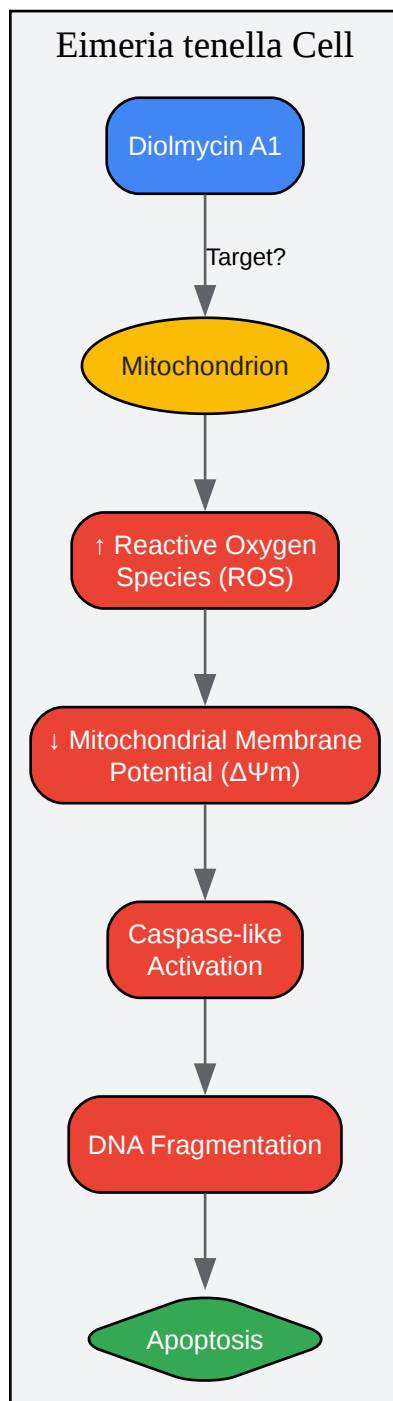 Eimeria tenella Cell
Diolmycin A1
Target?
Mitochondrion
↑ Reactive Oxygen
Species (ROS)
↓ Mitochondrial Membrane
Potential (ΔΨm)
Caspase-like
Activation
DNA Fragmentation
Apoptosis